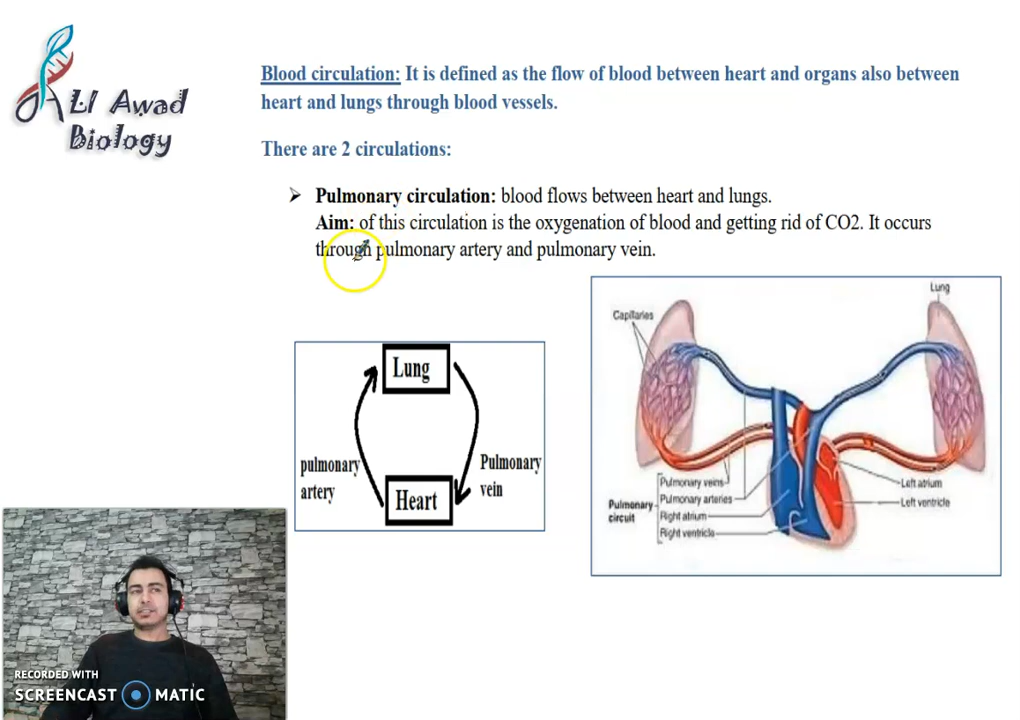 ALI Awad
Biology
Blood circulation: It is defined as the flow of blood between heart and organs also between
heart and lungs through blood vessels.
There are 2 circulations:
➢ Pulmonary circulation: blood flows between heart and lungs.
Aim: of this circulation is the oxygenation of blood and getting rid of CO2. It occurs
through pulmonary artery and pulmonary vein.
Lung
pulmonary
artery
Pulmonary
vein
Heart
Lung
Capillaries
Pulmonary
circuit
Pulmonary veins
Pulmonary arteries
Right atrium
Right ventricle
Left atrium
Left ventricle
RECORDED WITH
SCREENCAST MATIC